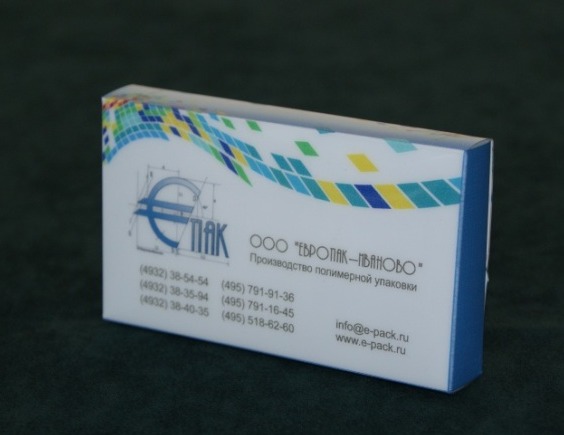 €ПАК
ООО "ЕВРОПАК-ИВАНОВО"
Производство полимерной упаковки
(4932) 38-54-54 (495) 791-91-36
(4932) 38-35-94 (495) 791-16-45
(4932) 38-40-35 (495) 518-62-60
info@e-pack.ru
www.e-pack.ru